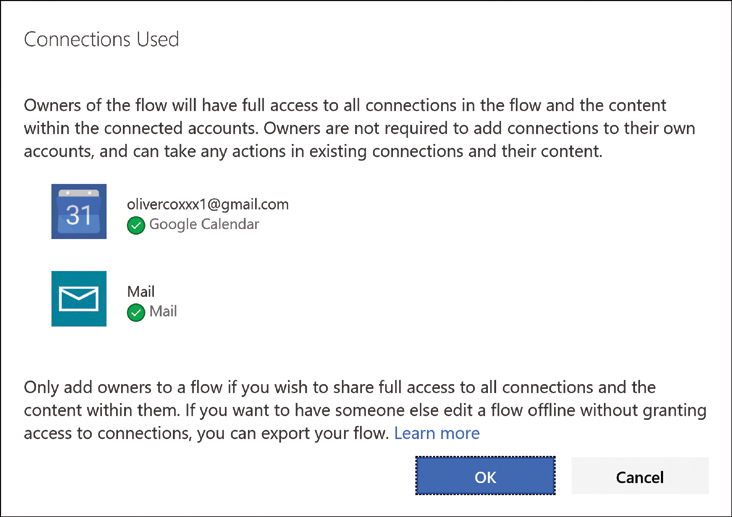 Connections Used
Owners of the flow will have full access to all connections in the flow and the content
within the connected accounts. Owners are not required to add connections to their own
accounts, and can take any actions in existing connections and their content.
31
olivercoxxx1@gmail.com
Google Calendar
Mail
Mail
Only add owners to a flow if you wish to share full access to all connections and the
content within them. If you want to have someone else edit a flow offline without granting
access to connections, you can export your flow. Learn more
OK Cancel